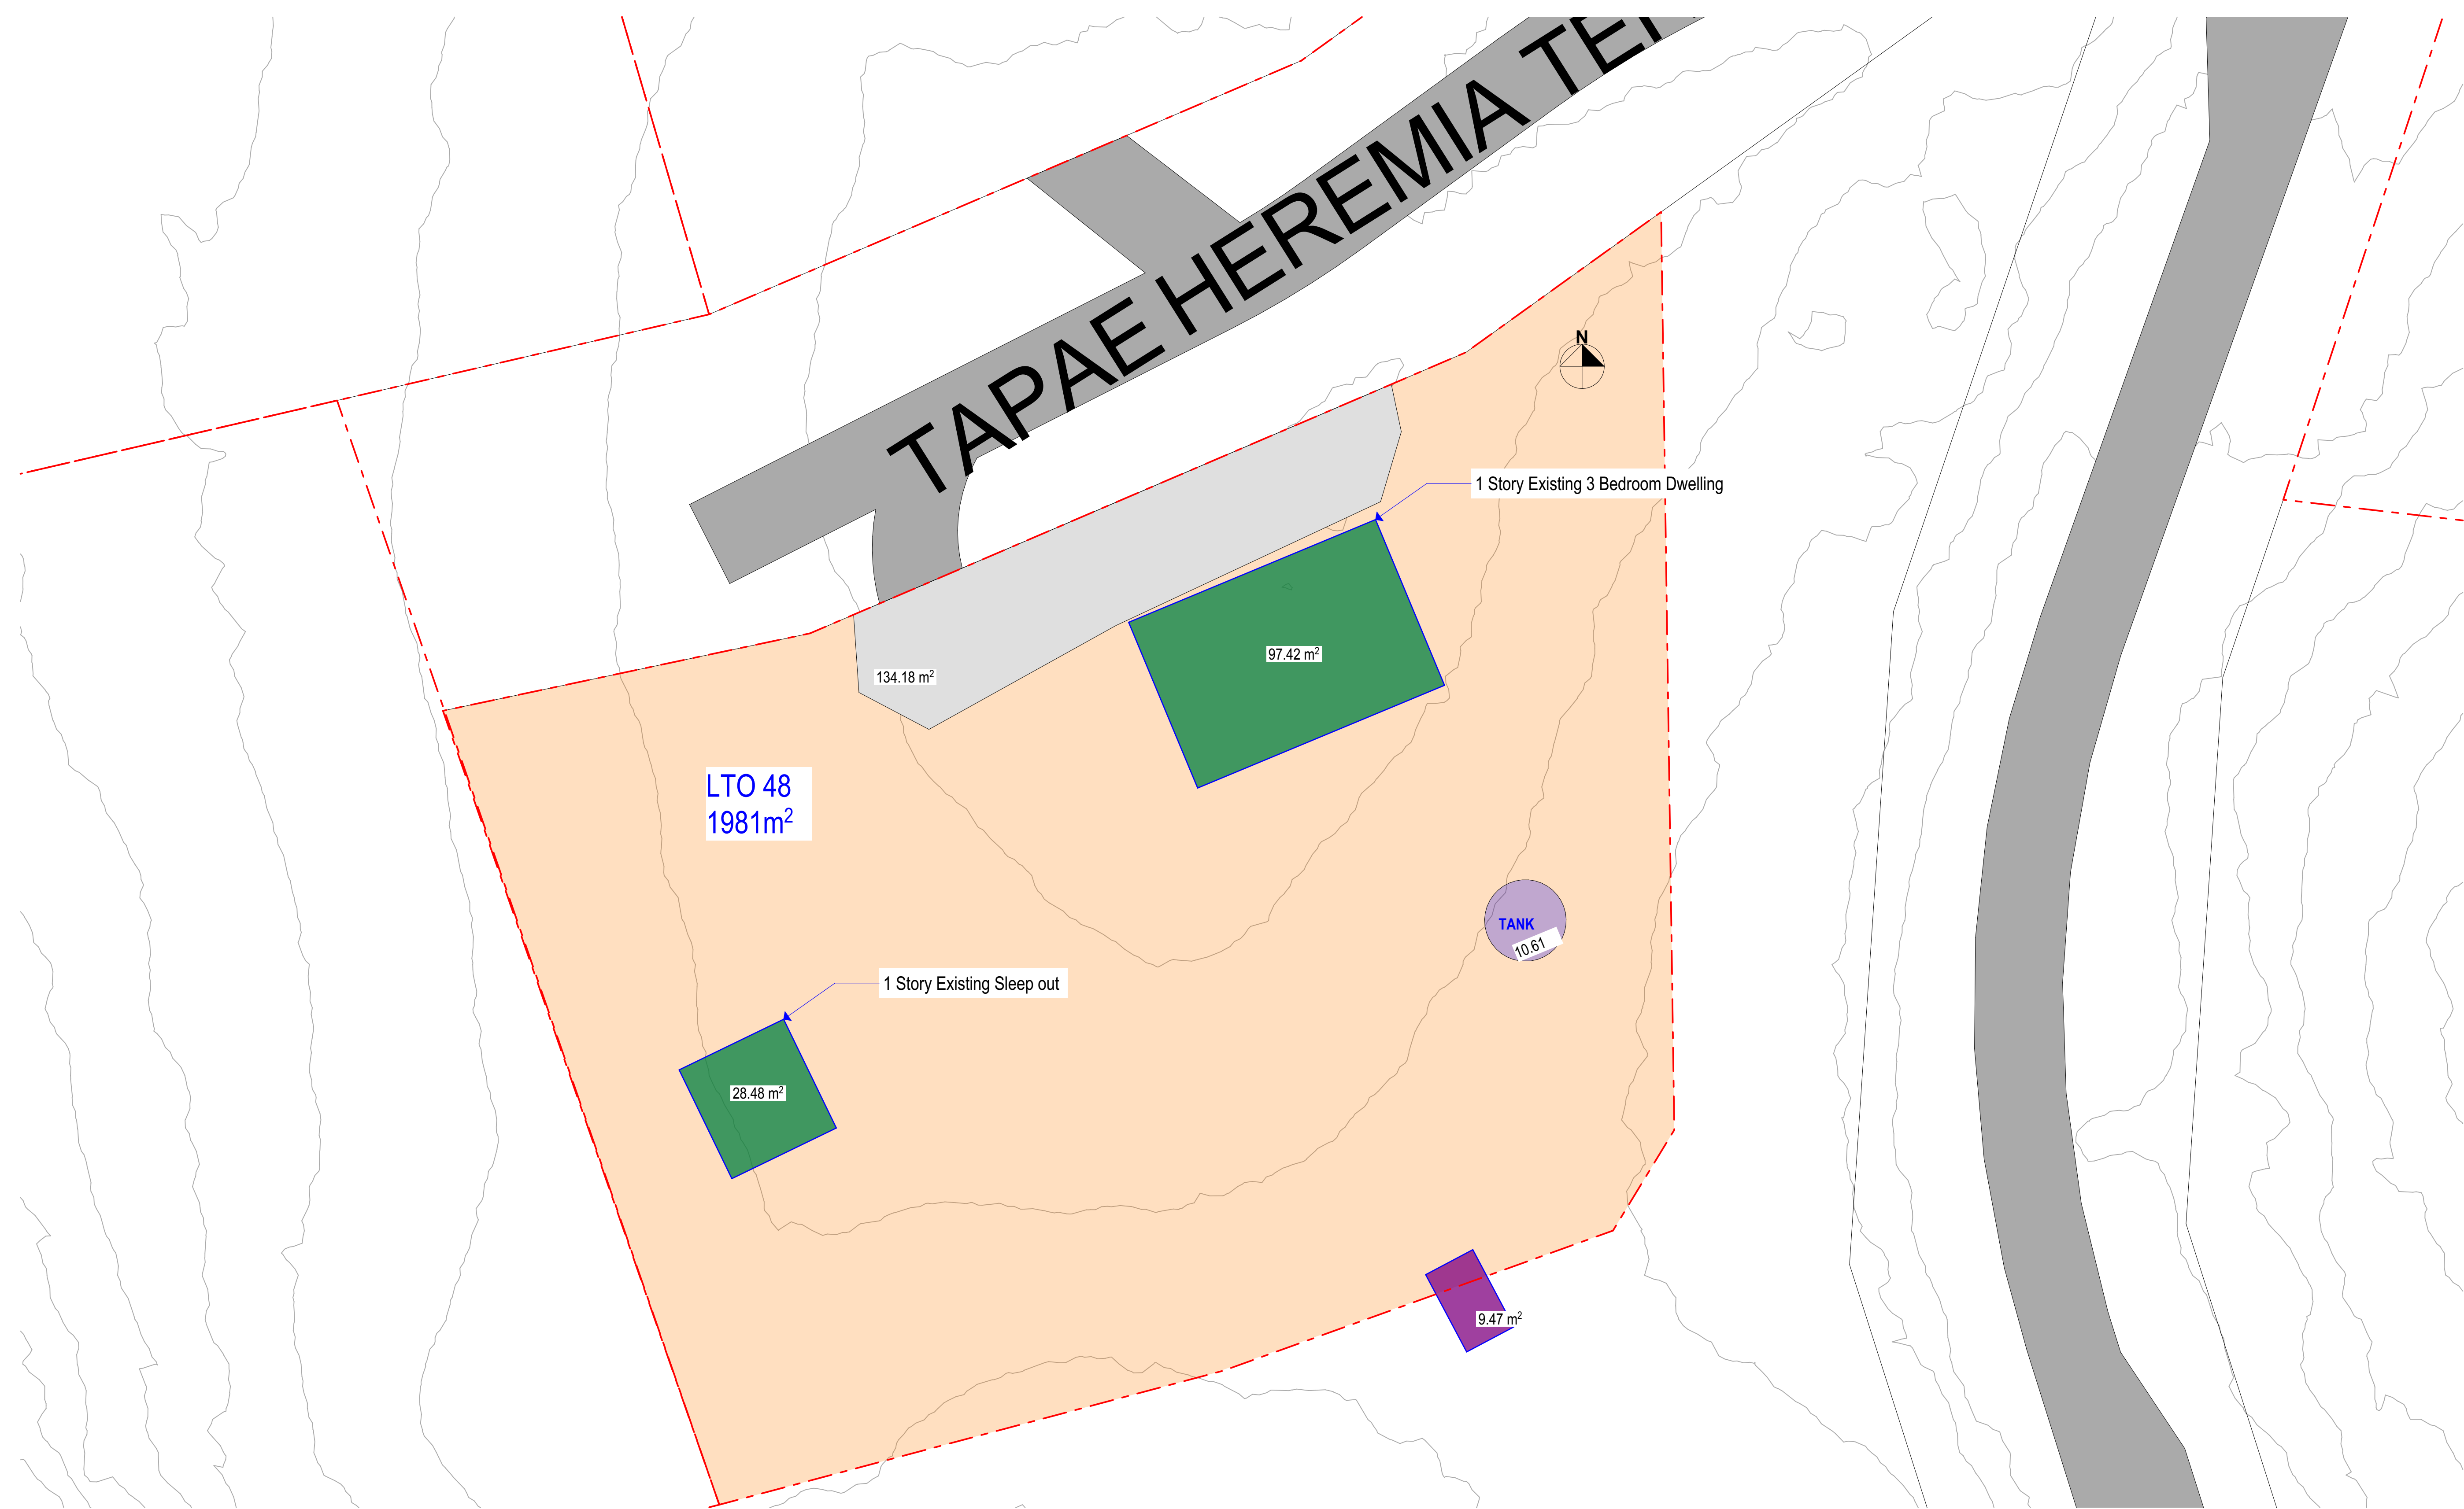 TAPAE HEREMIA
N
1 Story Existing 3 Bedroom Dwelling
97.42 m²
134.18 m²
LTO 48
1981m²
TANK
10.61
1 Story Existing Sleep out
28.48 m²
9.47 m²